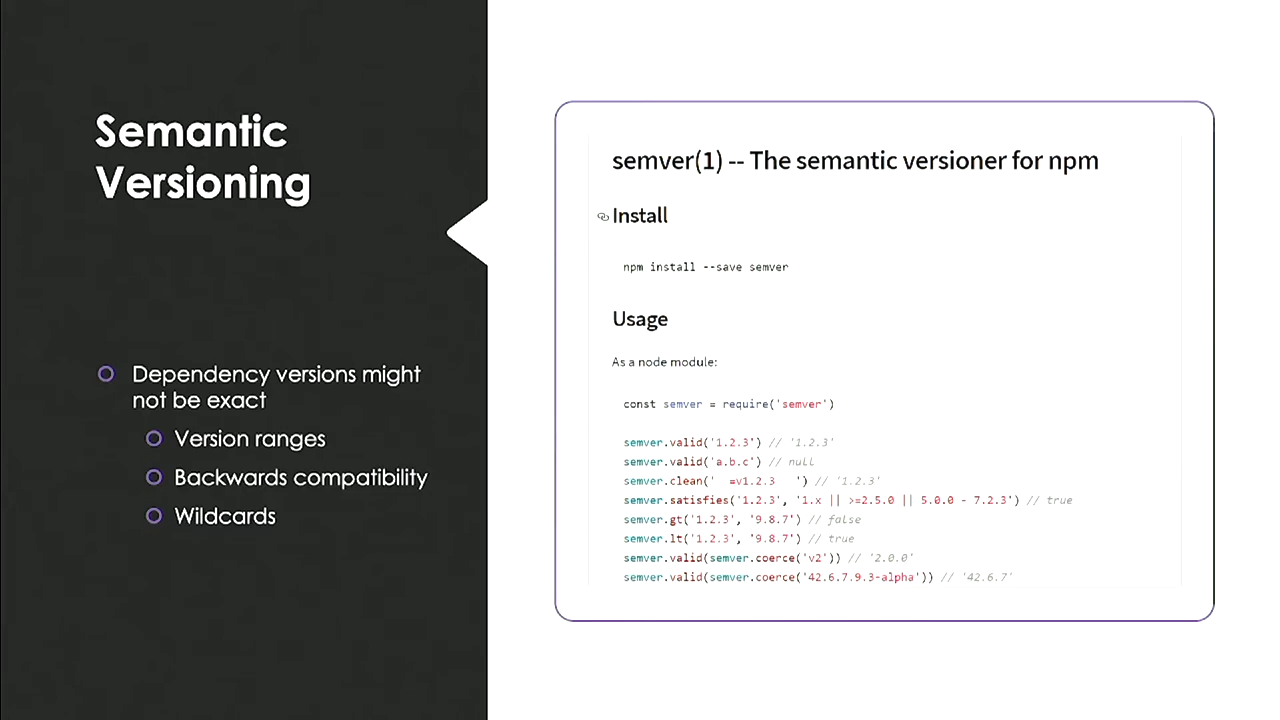 Semantic
Versioning
Dependency versions might
not be exact
Version ranges
Backwards compatibility
Wildcards
semver(1) -- The semantic versioner for npm
Install
npm install --save semver
Usage
As a node module:
const semver = require('semver')
semver.valid('1.2.3') // '1.2.3'
semver.valid('a.b.c') // null
semver.clean('  =v1.2.3   ') // '1.2.3'
semver.satisfies('1.2.3', '1.x || >=2.5.0 || 5.0.0 - 7.2.3') // true
semver.gt('1.2.3', '9.8.7') // false
semver.lt('1.2.3', '9.8.7') // true
semver.valid(semver.coerce('v2')) // '2.0.0'
semver.valid(semver.coerce('42.6.7.9.3-alpha')) // '42.6.7'